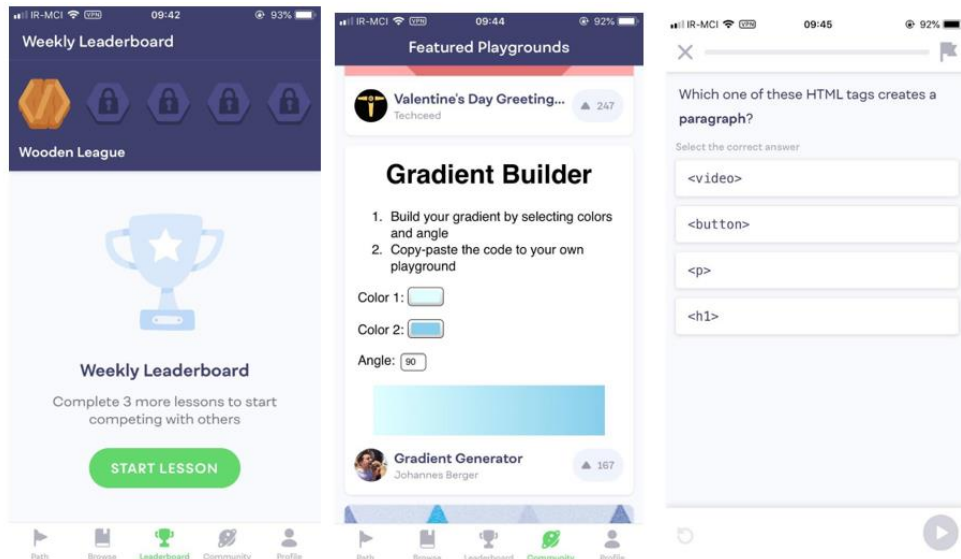 IR-MCI VPN 09:42 93%
Weekly Leaderboard
Wooden League
Weekly Leaderboard
Complete 3 more lessons to start
competing with others
START LESSON
Path Browse Leaderboard Community Profile
IR-MCI VPN 09:44 92%
Featured Playgrounds
Valentine's Day Greeting... 247
Techceed
Gradient Builder
1. Build your gradient by selecting colors
and angle
2. Copy-paste the code to your own
playground
Color 1:
Color 2:
Angle: 90
Gradient Generator
Johannes Berger 167
Path Browse Leaderboard Community Profile
IR-MCI VPN 09:45 92%
Which one of these HTML tags creates a
paragraph?
Select the correct answer
<video>
<button>
<p>
<h1>